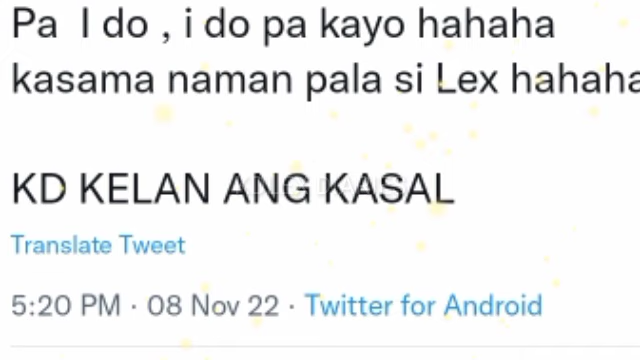 Pa I do , i do pa kayo hahaha
kasama naman pala si Lex hahaha
KD KELAN ANG KASAL
Translate Tweet
5:20 PM · 08 Nov 22 · Twitter for Android